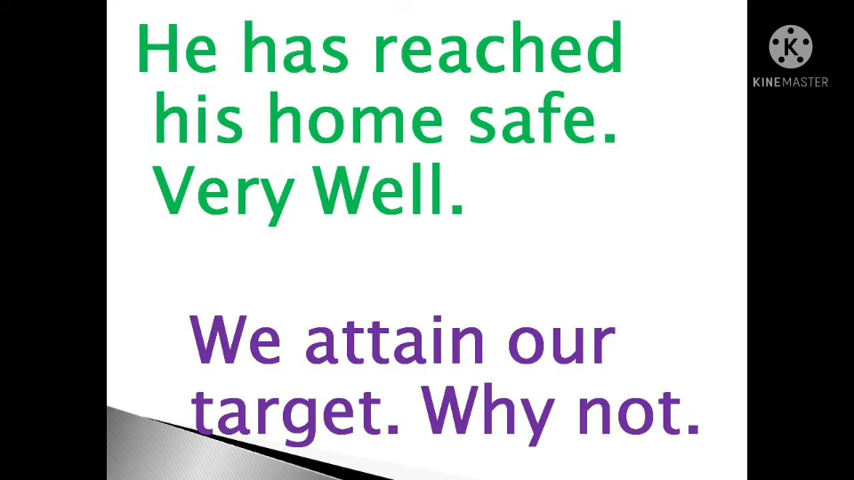 He has reached
his home safe.
Very Well.
We attain our
target. Why not.
K
KINEMASTER